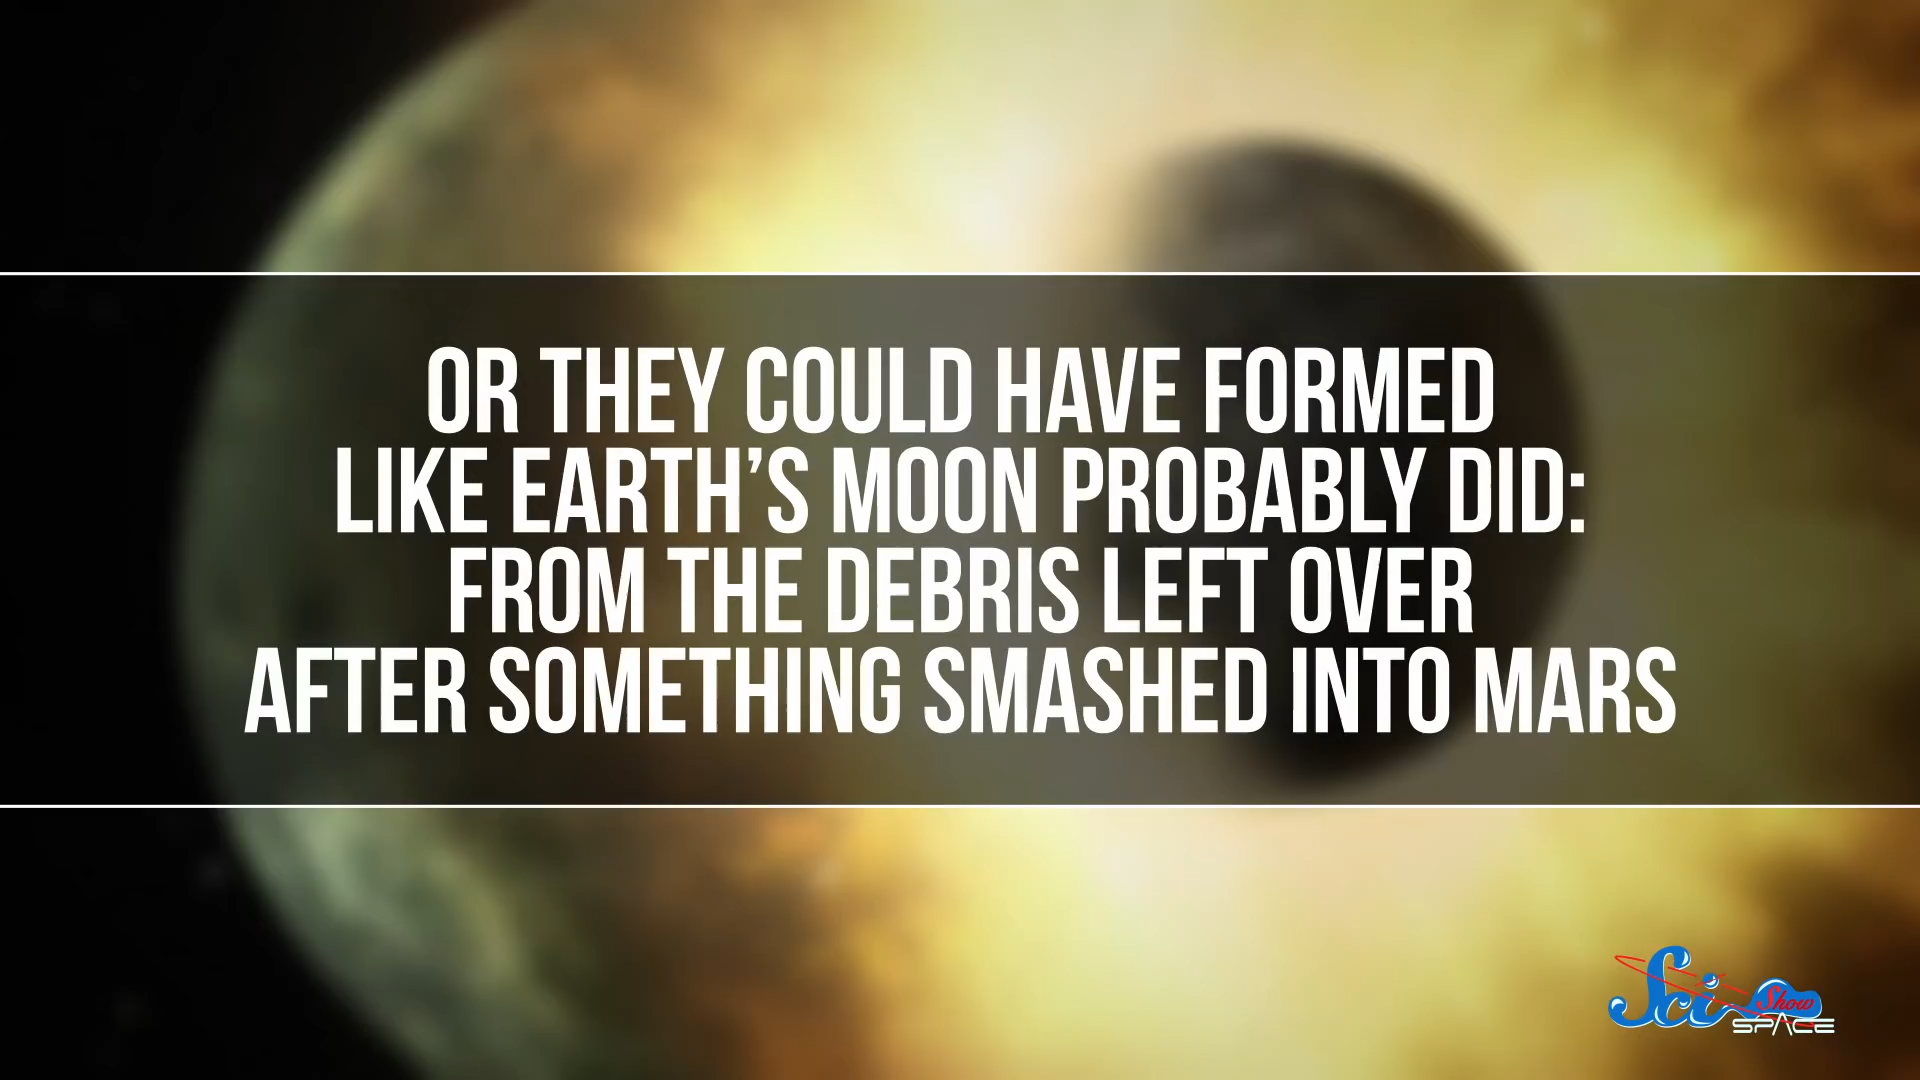 OR THEY COULD HAVE FORMED
LIKE EARTH'S MOON PROBABLY DID:
FROM THE DEBRIS LEFT OVER
AFTER SOMETHING SMASHED INTO MARS
Sci Show
SPACE